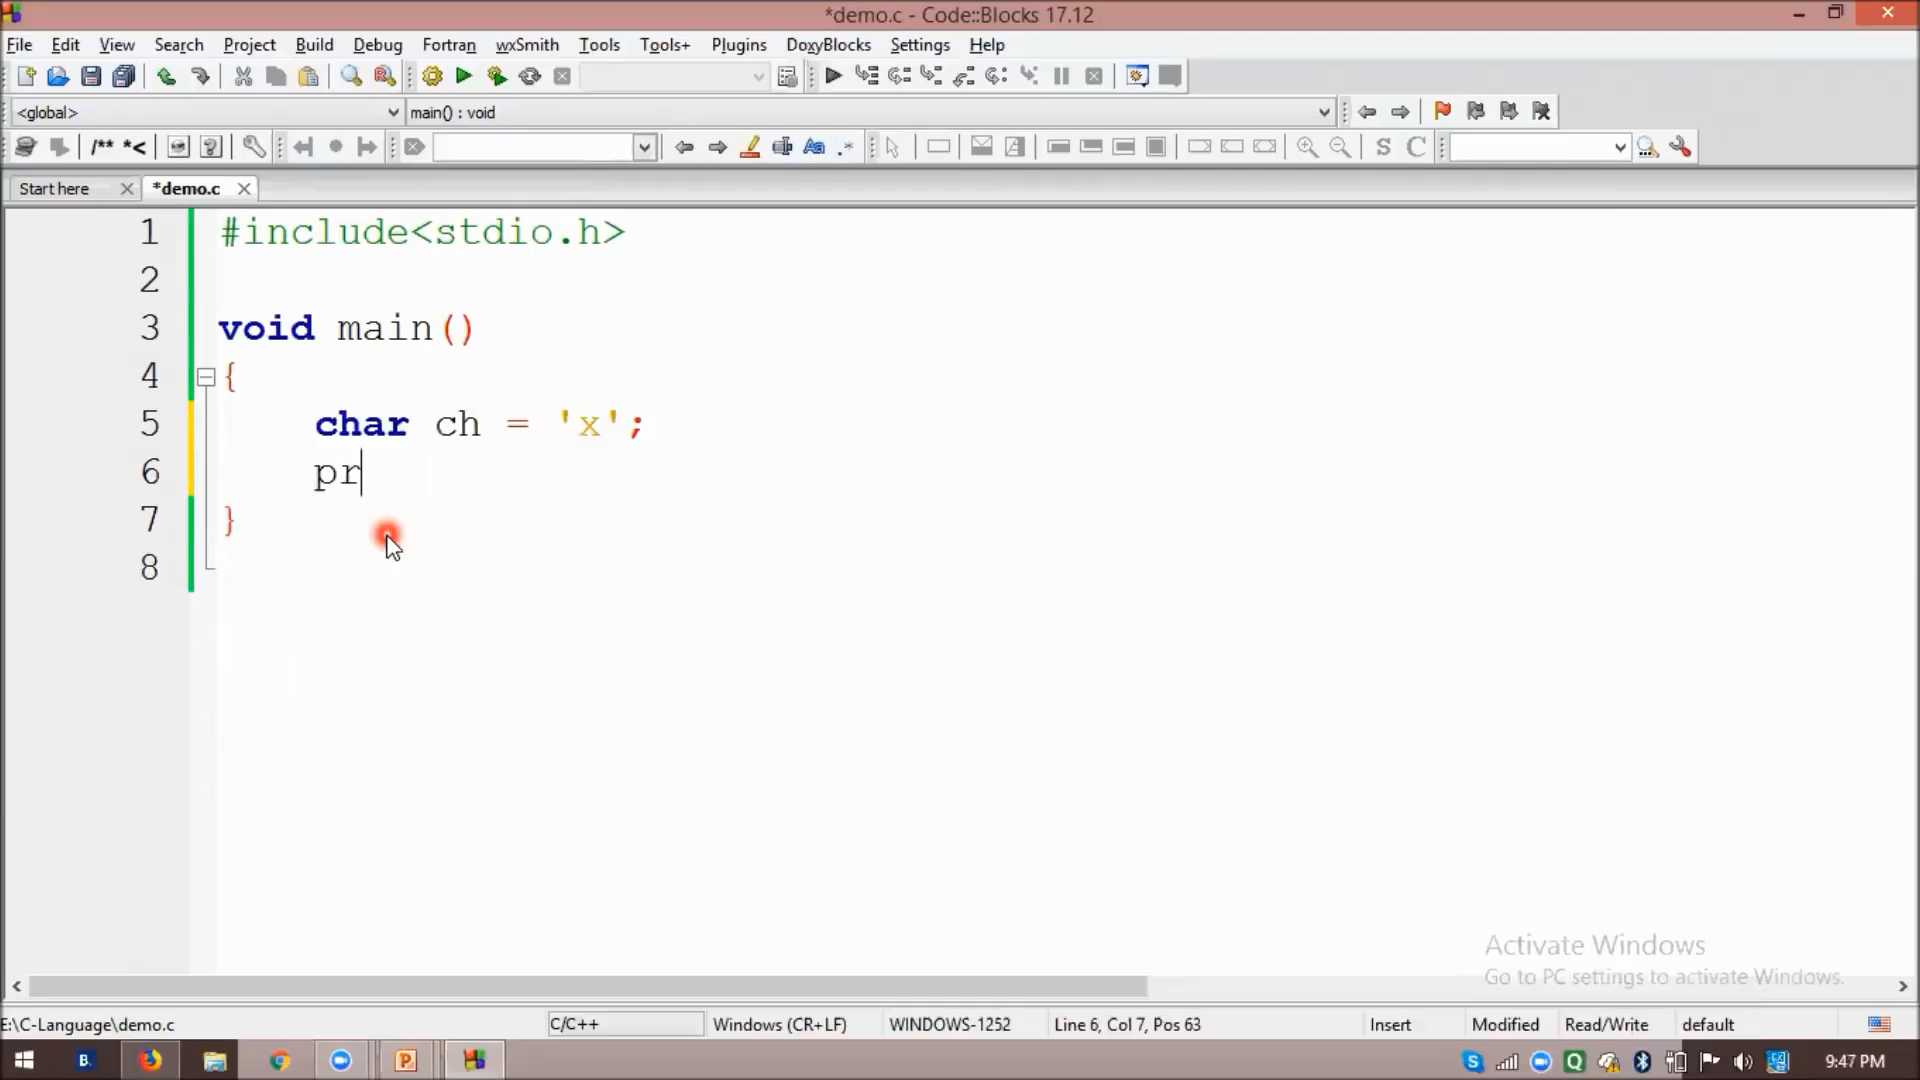 *demo.c - Code::Blocks 17.12
File Edit View Search Project Build Debug Fortran wxSmith Tools Tools+ Plugins DoxyBlocks Settings Help
<global> main() : void
/** *< Aa .* S C
Start here *demo.c
1 #include<stdio.h>
2
3 void main()
4 {
5 char ch = 'x';
6 pr
7 }
8
Activate Windows
Go to PC settings to activate Windows.
E:\C-Language\demo.c C/C++ Windows (CR+LF) WINDOWS-1252 Line 6, Col 7, Pos 63 Insert Modified Read/Write default
B. 9:47 PM